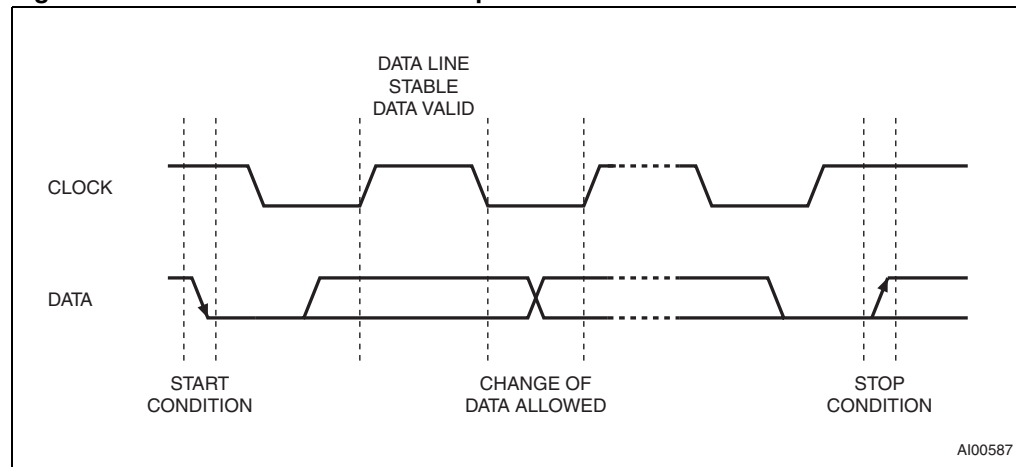 DATA LINE
STABLE
DATA VALID
CLOCK
DATA
START
CONDITION
CHANGE OF
DATA ALLOWED
STOP
CONDITION
AI00587